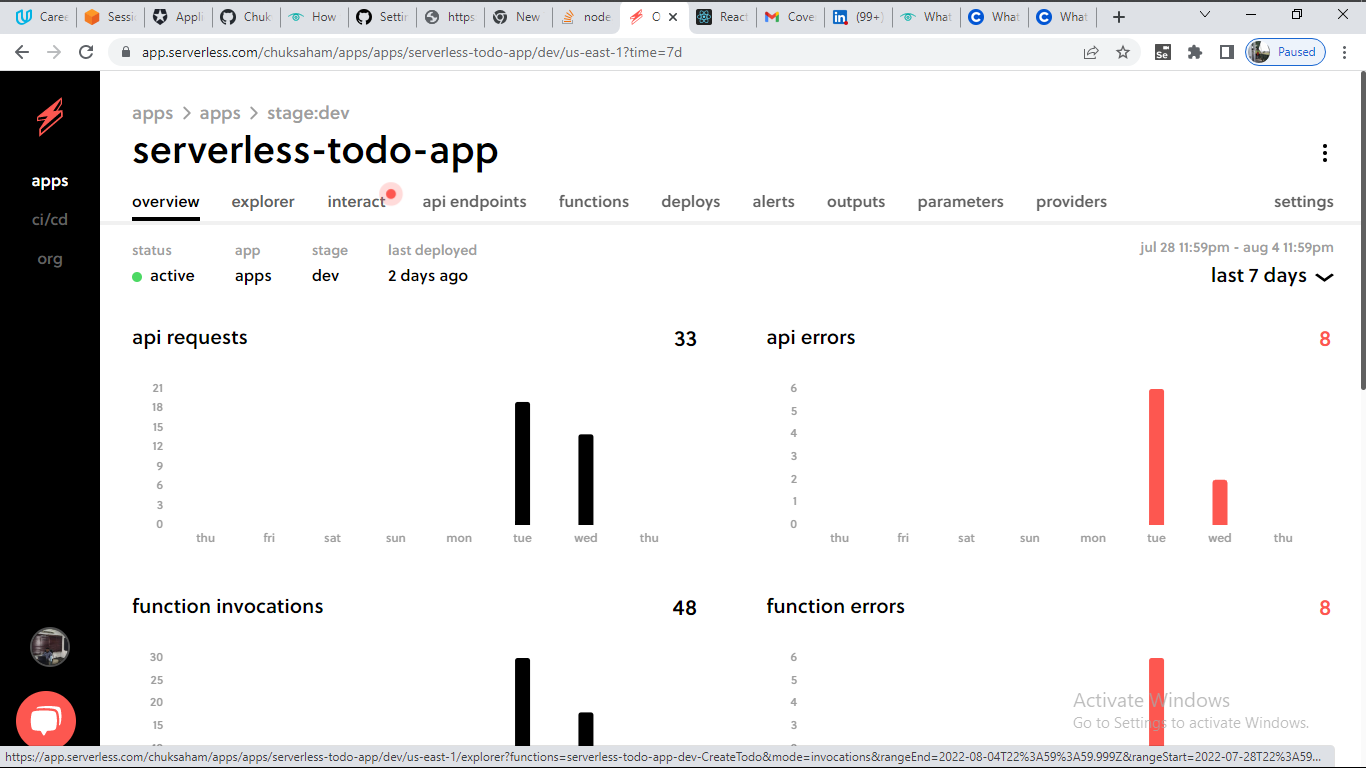 Caree
Sessi
Appli
Chuk
How
Settin
https
New
node
O
React
Cove
(99+)
What
What
What
app.serverless.com/chuksaham/apps/apps/serverless-todo-app/dev/us-east-1?time=7d
Se
Paused
apps > apps > stage:dev
serverless-todo-app
apps
ci/cd
org
overview explorer interact api endpoints functions deploys alerts outputs parameters providers settings
status app stage last deployed
active apps dev 2 days ago
jul 28 11:59pm - aug 4 11:59pm
last 7 days
api requests 33
21
18
15
12
9
6
3
0
thu fri sat sun mon tue wed thu
api errors 8
6
5
4
3
2
1
0
thu fri sat sun mon tue wed thu
function invocations 48
30
25
20
15
function errors 8
6
5
4
3
Activate Windows
Go to Settings to activate Windows.
https://app.serverless.com/chuksaham/apps/apps/serverless-todo-app/dev/us-east-1/explorer?functions=serverless-todo-app-dev-CreateTodo&mode=invocations&rangeEnd=2022-08-04T22%3A59%3A59.999Z&rangeStart=2022-07-28T22%3A59...